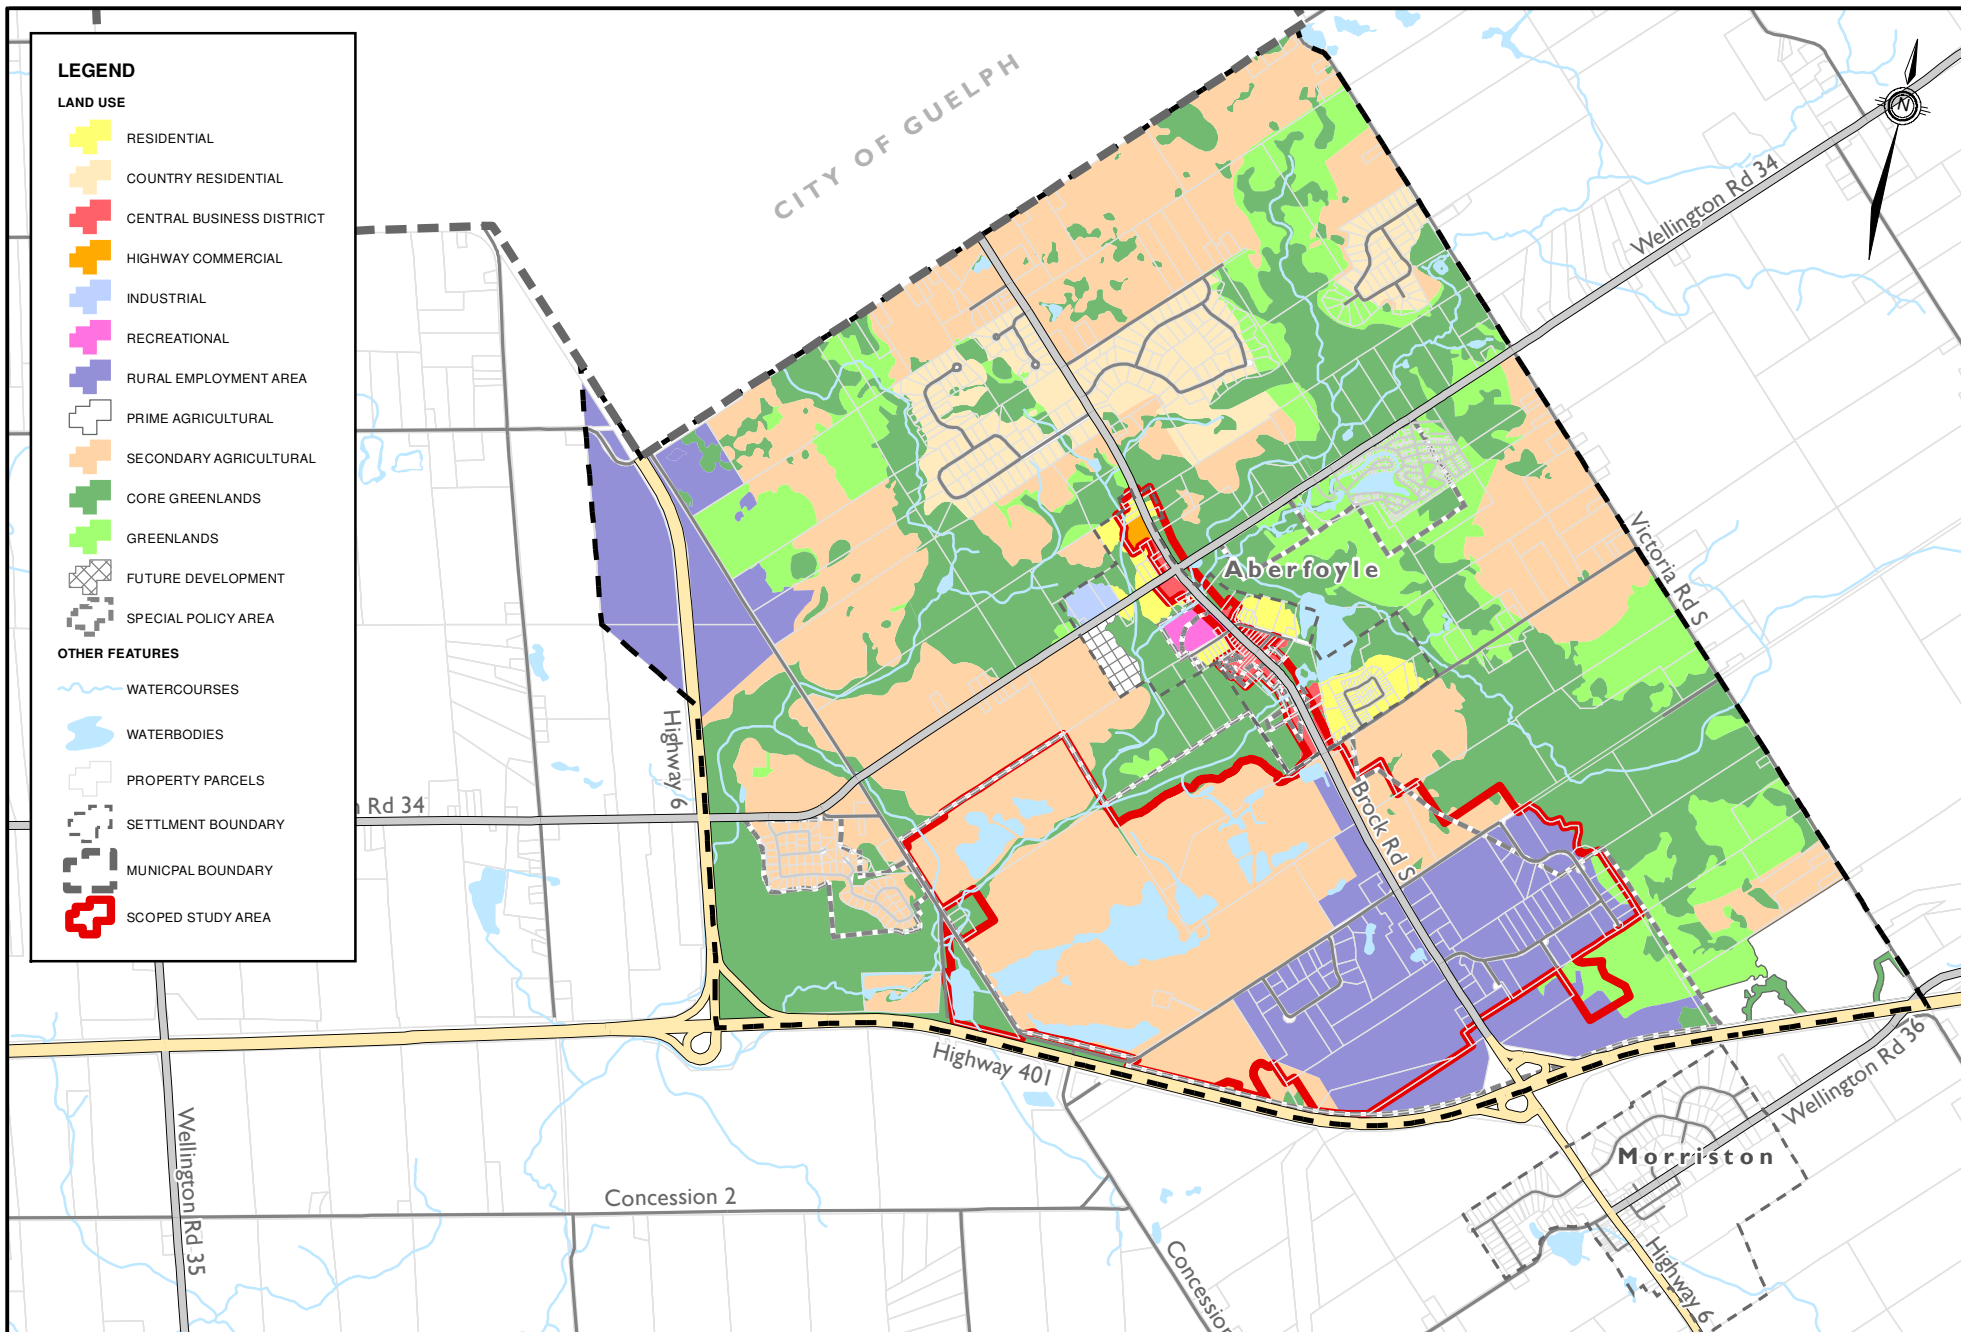 LEGEND
LAND USE
RESIDENTIAL
COUNTRY RESIDENTIAL
CENTRAL BUSINESS DISTRICT
HIGHWAY COMMERCIAL
INDUSTRIAL
RECREATIONAL
RURAL EMPLOYMENT AREA
PRIME AGRICULTURAL
SECONDARY AGRICULTURAL
CORE GREENLANDS
GREENLANDS
FUTURE DEVELOPMENT
SPECIAL POLICY AREA
OTHER FEATURES
WATERCOURSES
WATERBODIES
PROPERTY PARCELS
SETTLMENT BOUNDARY
MUNICPAL BOUNDARY
SCOPED STUDY AREA
CITY OF GUELPH
N
Wellington Rd 34
Victoria Rd S
Aberfoyle
Highway 6
Rd 34
Brock Rd S
Highway 401
Wellington Rd 36
Morriston
Wellington Rd 35
Concession 2
Concession
Highway 6